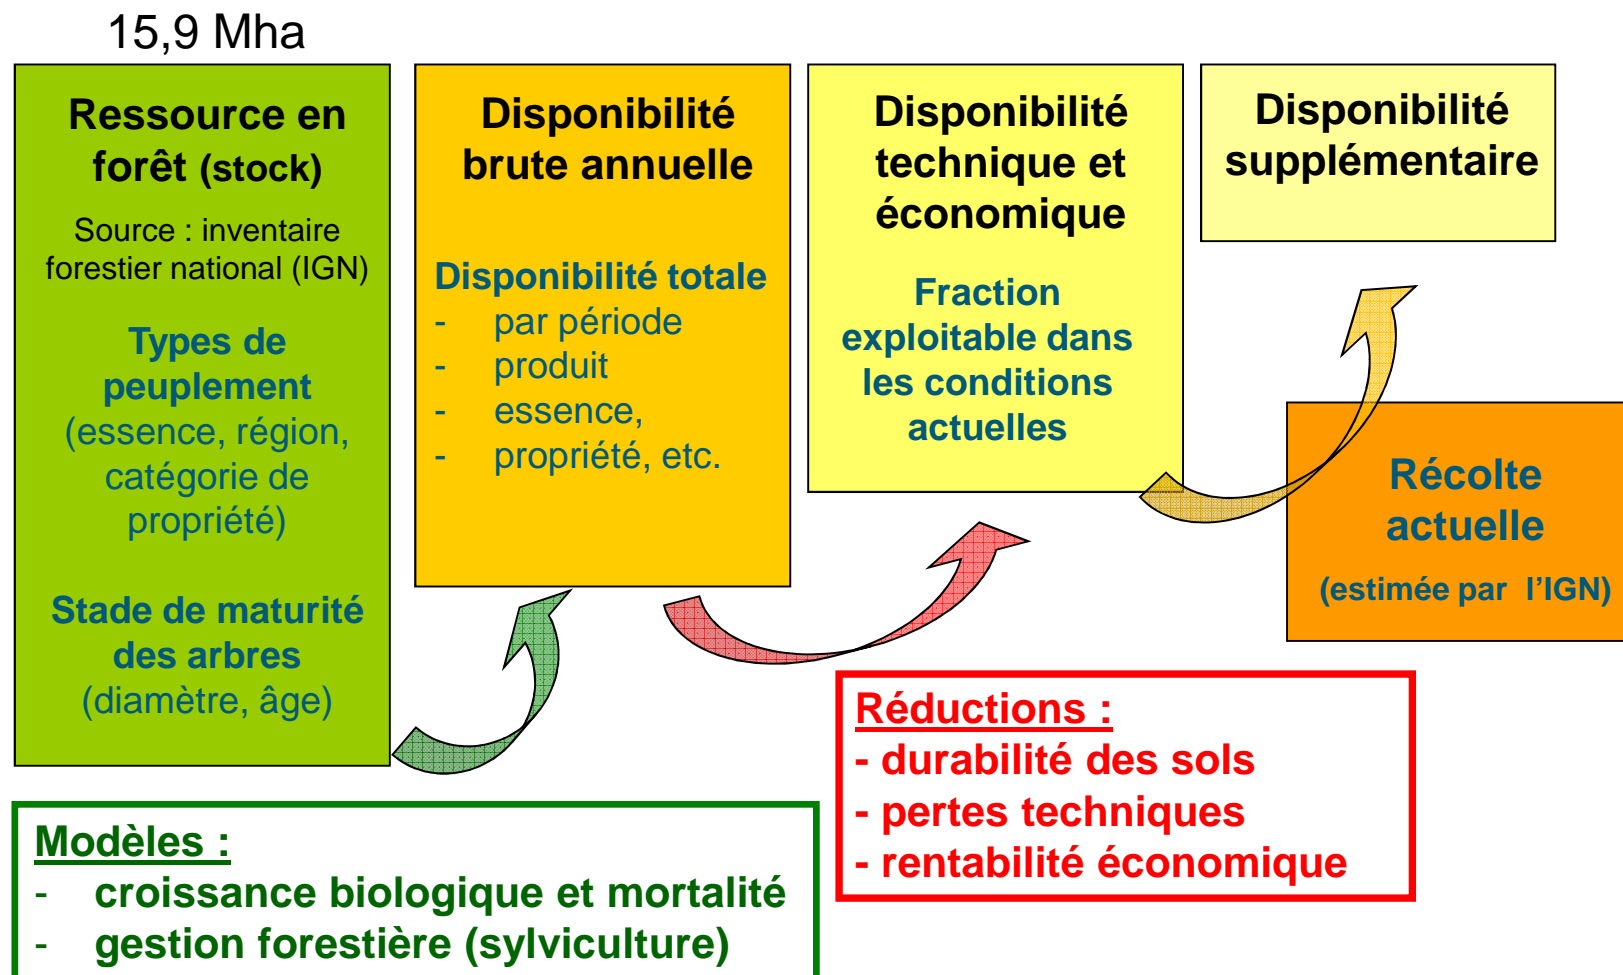 15,9 Mha
Ressource en
forêt (stock)
Source : inventaire
forestier national (IGN)
Types de
peuplement
(essence, région,
catégorie de
propriété)
Stade de maturité
des arbres
(diamètre, âge)
Disponibilité
brute annuelle
Disponibilité totale
- par période
- produit
- essence,
- propriété, etc.
Disponibilité
technique et
économique
Fraction
exploitable dans
les conditions
actuelles
Disponibilité
supplémentaire
Récolte
actuelle
(estimée par l’IGN)
Modèles :
- croissance biologique et mortalité
- gestion forestière (sylviculture)
Réductions :
- durabilité des sols
- pertes techniques
- rentabilité économique